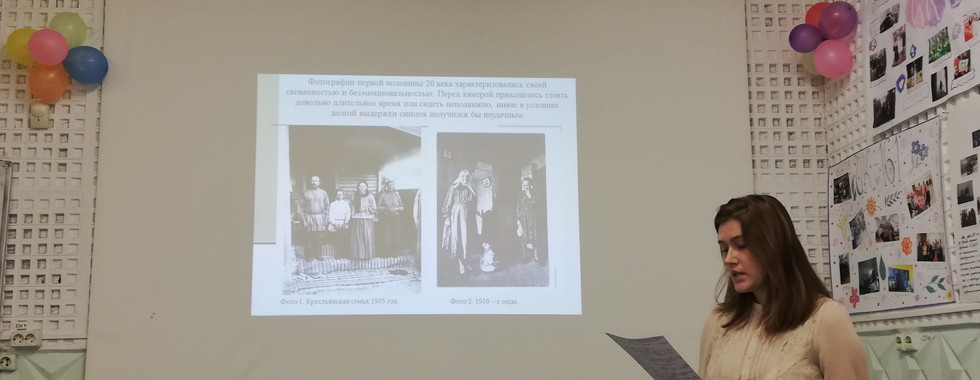 Фотографии первой половины 20 века характеризовались своей
скованностью и безэмоциональностью. Перед камерой приходилось стоять
довольно длительное время или сидеть неподвижно, иначе в условиях
долгой выдержки снимок получился бы неудачным.
Фото 1. Крестьянская семья 1905 год.
Фото 2. 1910 – е годы.